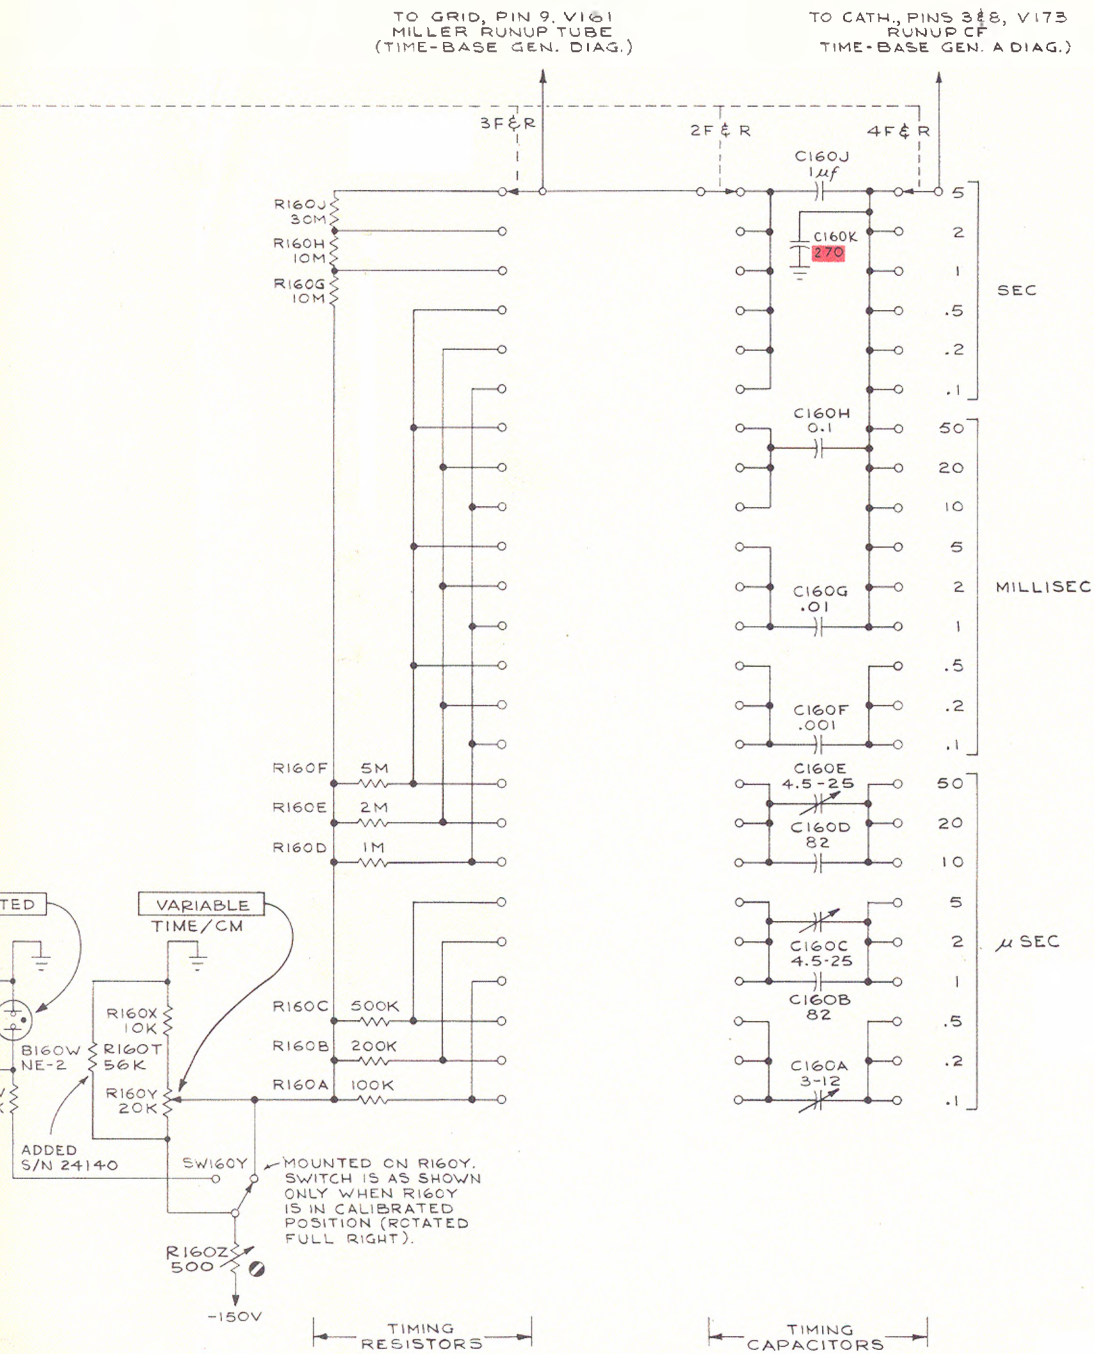 TO GRID, PIN 9, V161
MILLER RUNUP TUBE
(TIME-BASE GEN. DIAG.)
TO CATH., PINS 3&8, V173
RUNUP CF
TIME-BASE GEN. A DIAG.)
3F & R
2F & R
4F & R
C160J
1µf
5
R160J
30M
C160K
270
2
R160H
10M
1
R160G
10M
SEC
.5
.2
.1
C160H
0.1
50
20
10
5
2
MILLISEC
C160G
.01
1
.5
.2
C160F
.001
.1
R160F 5M
C160E
4.5-25
50
R160E 2M
C160D
82
20
R160D 1M
10
TED
VARIABLE
TIME/CM
5
C160C
4.5-25
2
µ SEC
1
C160B
82
R160C 500K
R160X
10K
.5
B160W
NE-2
R160T
56K
R160B 200K
.2
C160A
3-12
R160A 100K
R160Y
20K
.1
ADDED
S/N 24140
SW160Y
MOUNTED ON R160Y.
SWITCH IS AS SHOWN
ONLY WHEN R160Y
IS IN CALIBRATED
POSITION (ROTATED
FULL RIGHT).
R160Z
500
-150V
TIMING
RESISTORS
TIMING
CAPACITORS